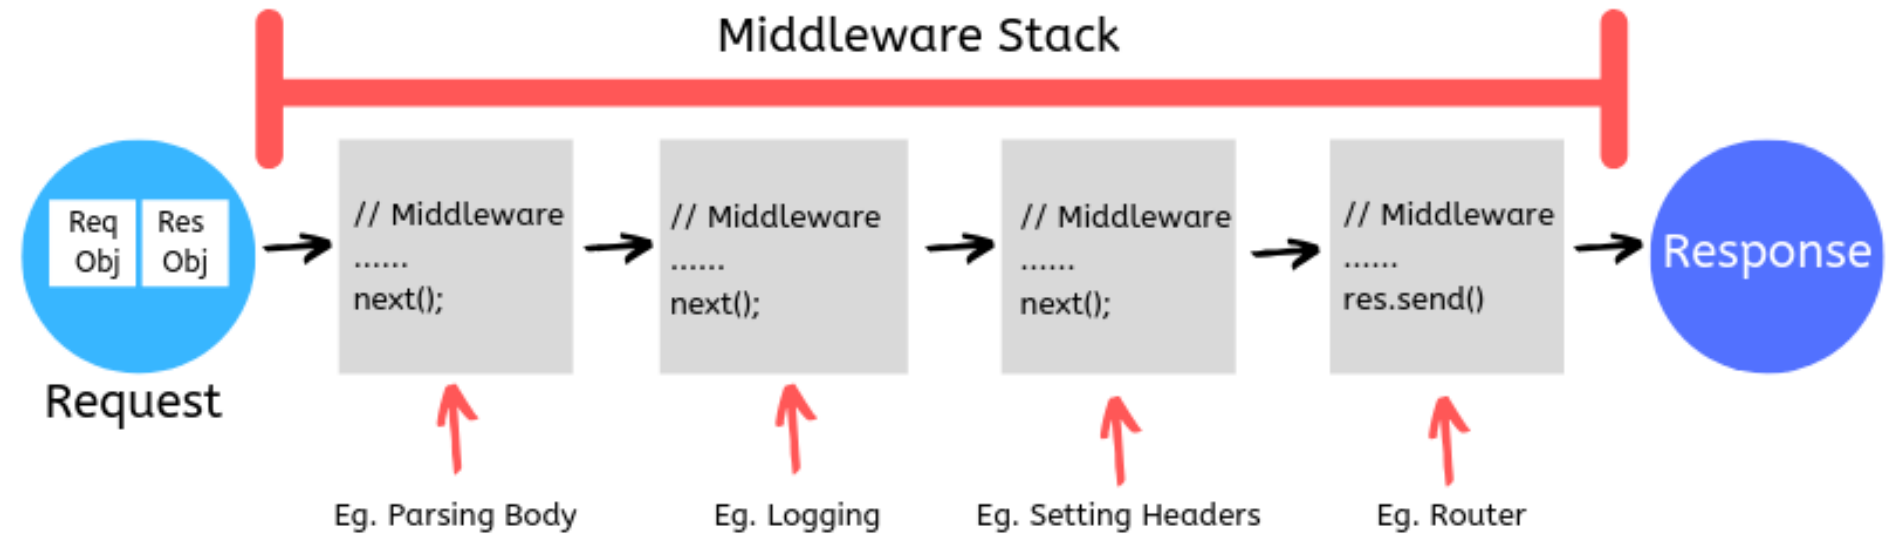 Middleware Stack
Req
Obj
Res
Obj
Request
// Middleware
......
next();
// Middleware
......
next();
// Middleware
......
next();
// Middleware
......
res.send()
Response
Eg. Parsing Body
Eg. Logging
Eg. Setting Headers
Eg. Router